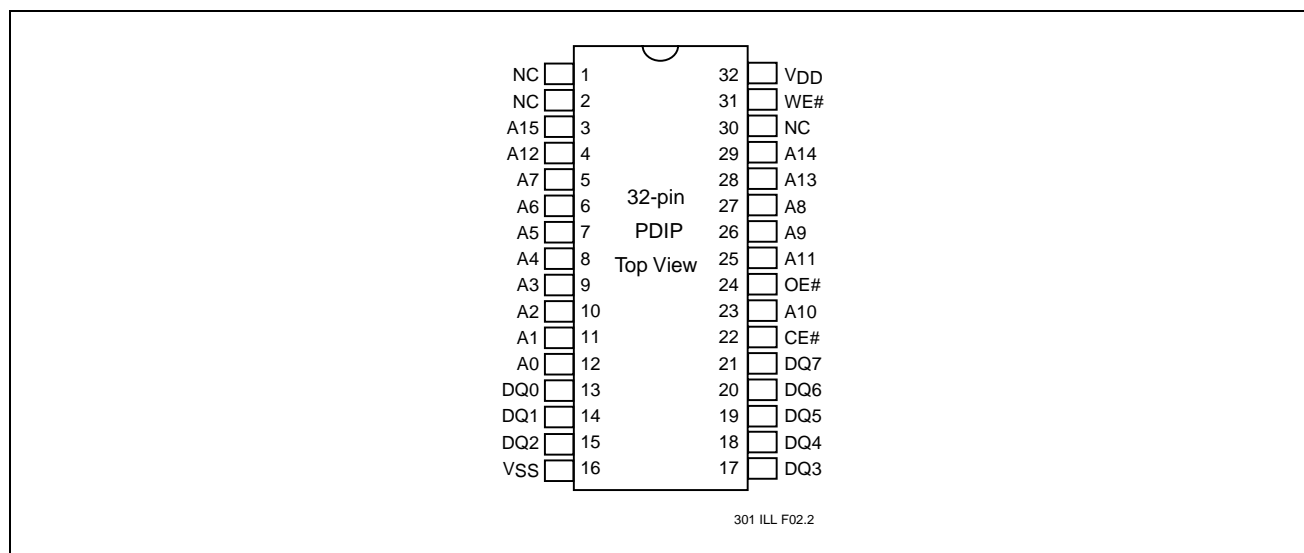 NC 1 32 VDD
NC 2 31 WE#
A15 3 30 NC
A12 4 29 A14
A7 5 28 A13
A6 6 27 A8
32-pin
A5 7 26 A9
PDIP
A4 8 25 A11
Top View
A3 9 24 OE#
A2 10 23 A10
A1 11 22 CE#
A0 12 21 DQ7
DQ0 13 20 DQ6
DQ1 14 19 DQ5
DQ2 15 18 DQ4
VSS 16 17 DQ3
301 ILL F02.2